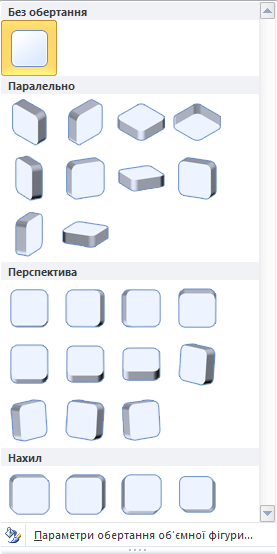 Без обертання
Паралельно
Перспектива
Нахил
Параметри обертання об'ємної фігури...